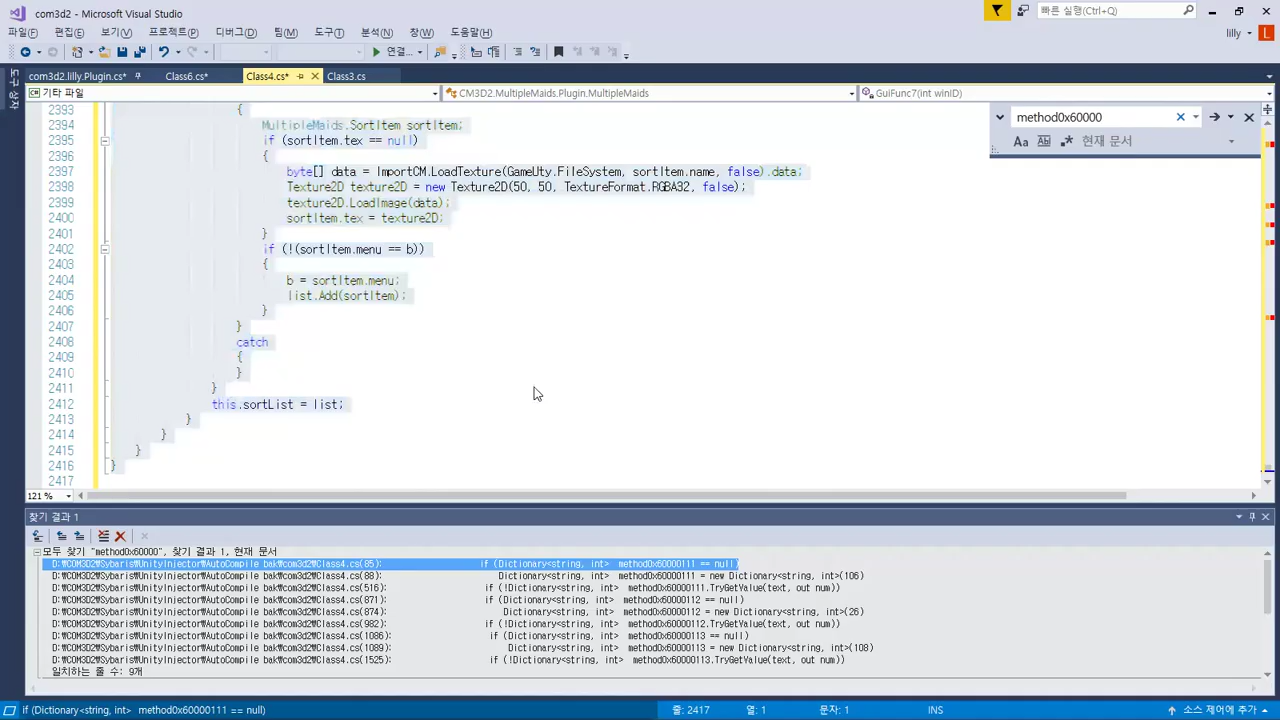 com3d2 - Microsoft Visual Studio
빠른 실행(Ctrl+Q)
파일(F) 편집(E) 보기(V) 프로젝트(P) 디버그(D) 팀(M) 도구(T) 분석(N) 창(W) 도움말(H)
lilly
L
연결...
com3d2.lilly.Plugin.cs* Class6.cs* Class4.cs* Class3.cs
기타 파일 CM3D2.MultipleMaids.Plugin.MultipleMaids GuiFunc7(int winID)
method0x60000
Aa Ab 현재 문서
2393 {
2394 MultipleMaids.SortItem sortItem;
2395 if (sortItem.tex == null)
2396 {
2397 byte[] data = ImportCM.LoadTexture(GameUty.FileSystem, sortItem.name, false).data;
2398 Texture2D texture2D = new Texture2D(50, 50, TextureFormat.RGBA32, false);
2399 texture2D.LoadImage(data);
2400 sortItem.tex = texture2D;
2401 }
2402 if (!(sortItem.menu == b))
2403 {
2404 b = sortItem.menu;
2405 list.Add(sortItem);
2406 }
2407 }
2408 catch
2409 {
2410 }
2411 }
2412 this.sortList = list;
2413 }
2414 }
2415 }
2416 }
2417
121 %
찾기 결과 1
모두 찾기 "method0x60000", 찾기 결과 1, 현재 문서
D:₩COM3D2₩Sybaris₩UnityInjector₩AutoCompile bak₩com3d2₩Class4.cs(85): if (Dictionary<string, int> method0x60000111 == null)
D:₩COM3D2₩Sybaris₩UnityInjector₩AutoCompile bak₩com3d2₩Class4.cs(88): Dictionary<string, int> method0x60000111 = new Dictionary<string, int>(106)
D:₩COM3D2₩Sybaris₩UnityInjector₩AutoCompile bak₩com3d2₩Class4.cs(516): if (!Dictionary<string, int> method0x60000111.TryGetValue(text, out num))
D:₩COM3D2₩Sybaris₩UnityInjector₩AutoCompile bak₩com3d2₩Class4.cs(871): if (Dictionary<string, int> method0x60000112 == null)
D:₩COM3D2₩Sybaris₩UnityInjector₩AutoCompile bak₩com3d2₩Class4.cs(874): Dictionary<string, int> method0x60000112 = new Dictionary<string, int>(26)
D:₩COM3D2₩Sybaris₩UnityInjector₩AutoCompile bak₩com3d2₩Class4.cs(982): if (!Dictionary<string, int> method0x60000112.TryGetValue(text, out num))
D:₩COM3D2₩Sybaris₩UnityInjector₩AutoCompile bak₩com3d2₩Class4.cs(1086): if (Dictionary<string, int> method0x60000113 == null)
D:₩COM3D2₩Sybaris₩UnityInjector₩AutoCompile bak₩com3d2₩Class4.cs(1089): Dictionary<string, int> method0x60000113 = new Dictionary<string, int>(108)
D:₩COM3D2₩Sybaris₩UnityInjector₩AutoCompile bak₩com3d2₩Class4.cs(1525): if (!Dictionary<string, int> method0x60000113.TryGetValue(text, out num))
일치하는 줄 수: 9개
if (Dictionary<string, int> method0x60000111 == null) 줄: 2417 열: 1 문자: 1 INS 소스 제어에 추가